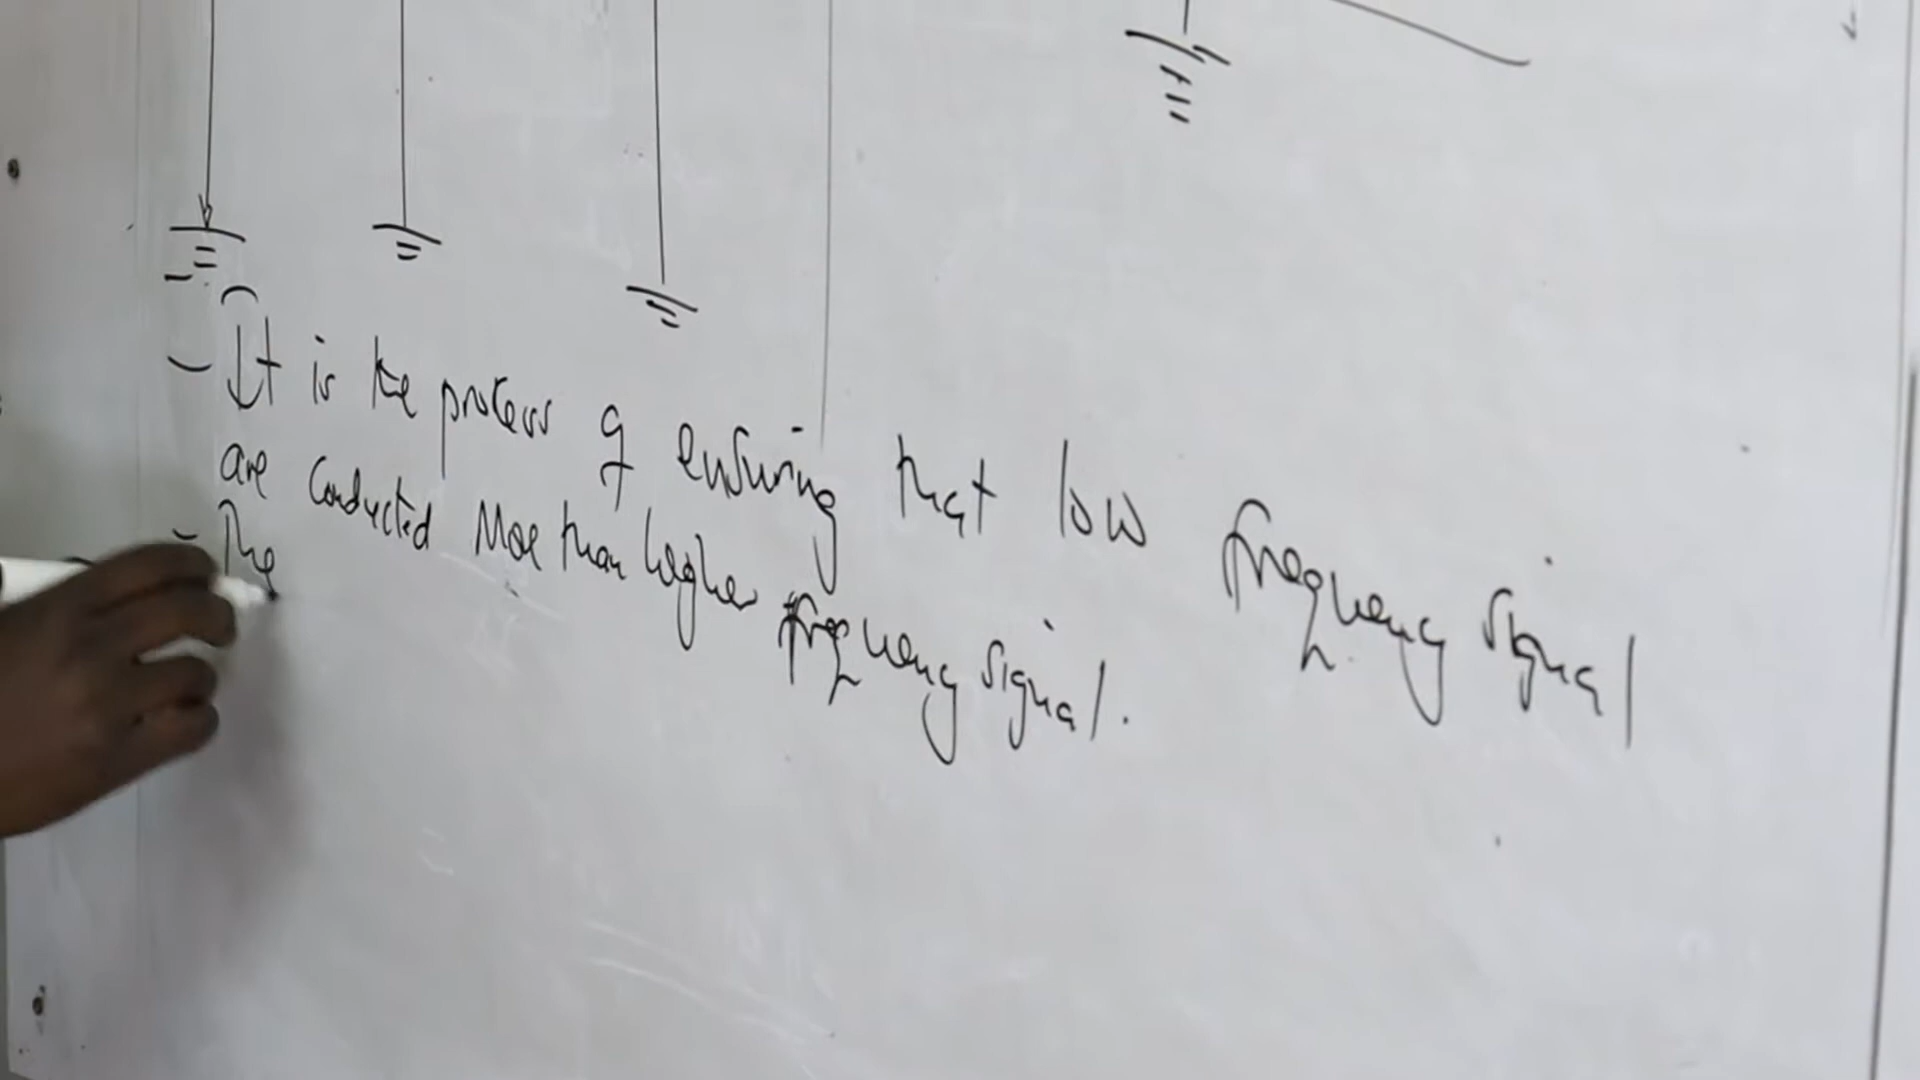 - It is the process of ensuring that low frequency signal
are conducted More than higher frequency signal.
- The